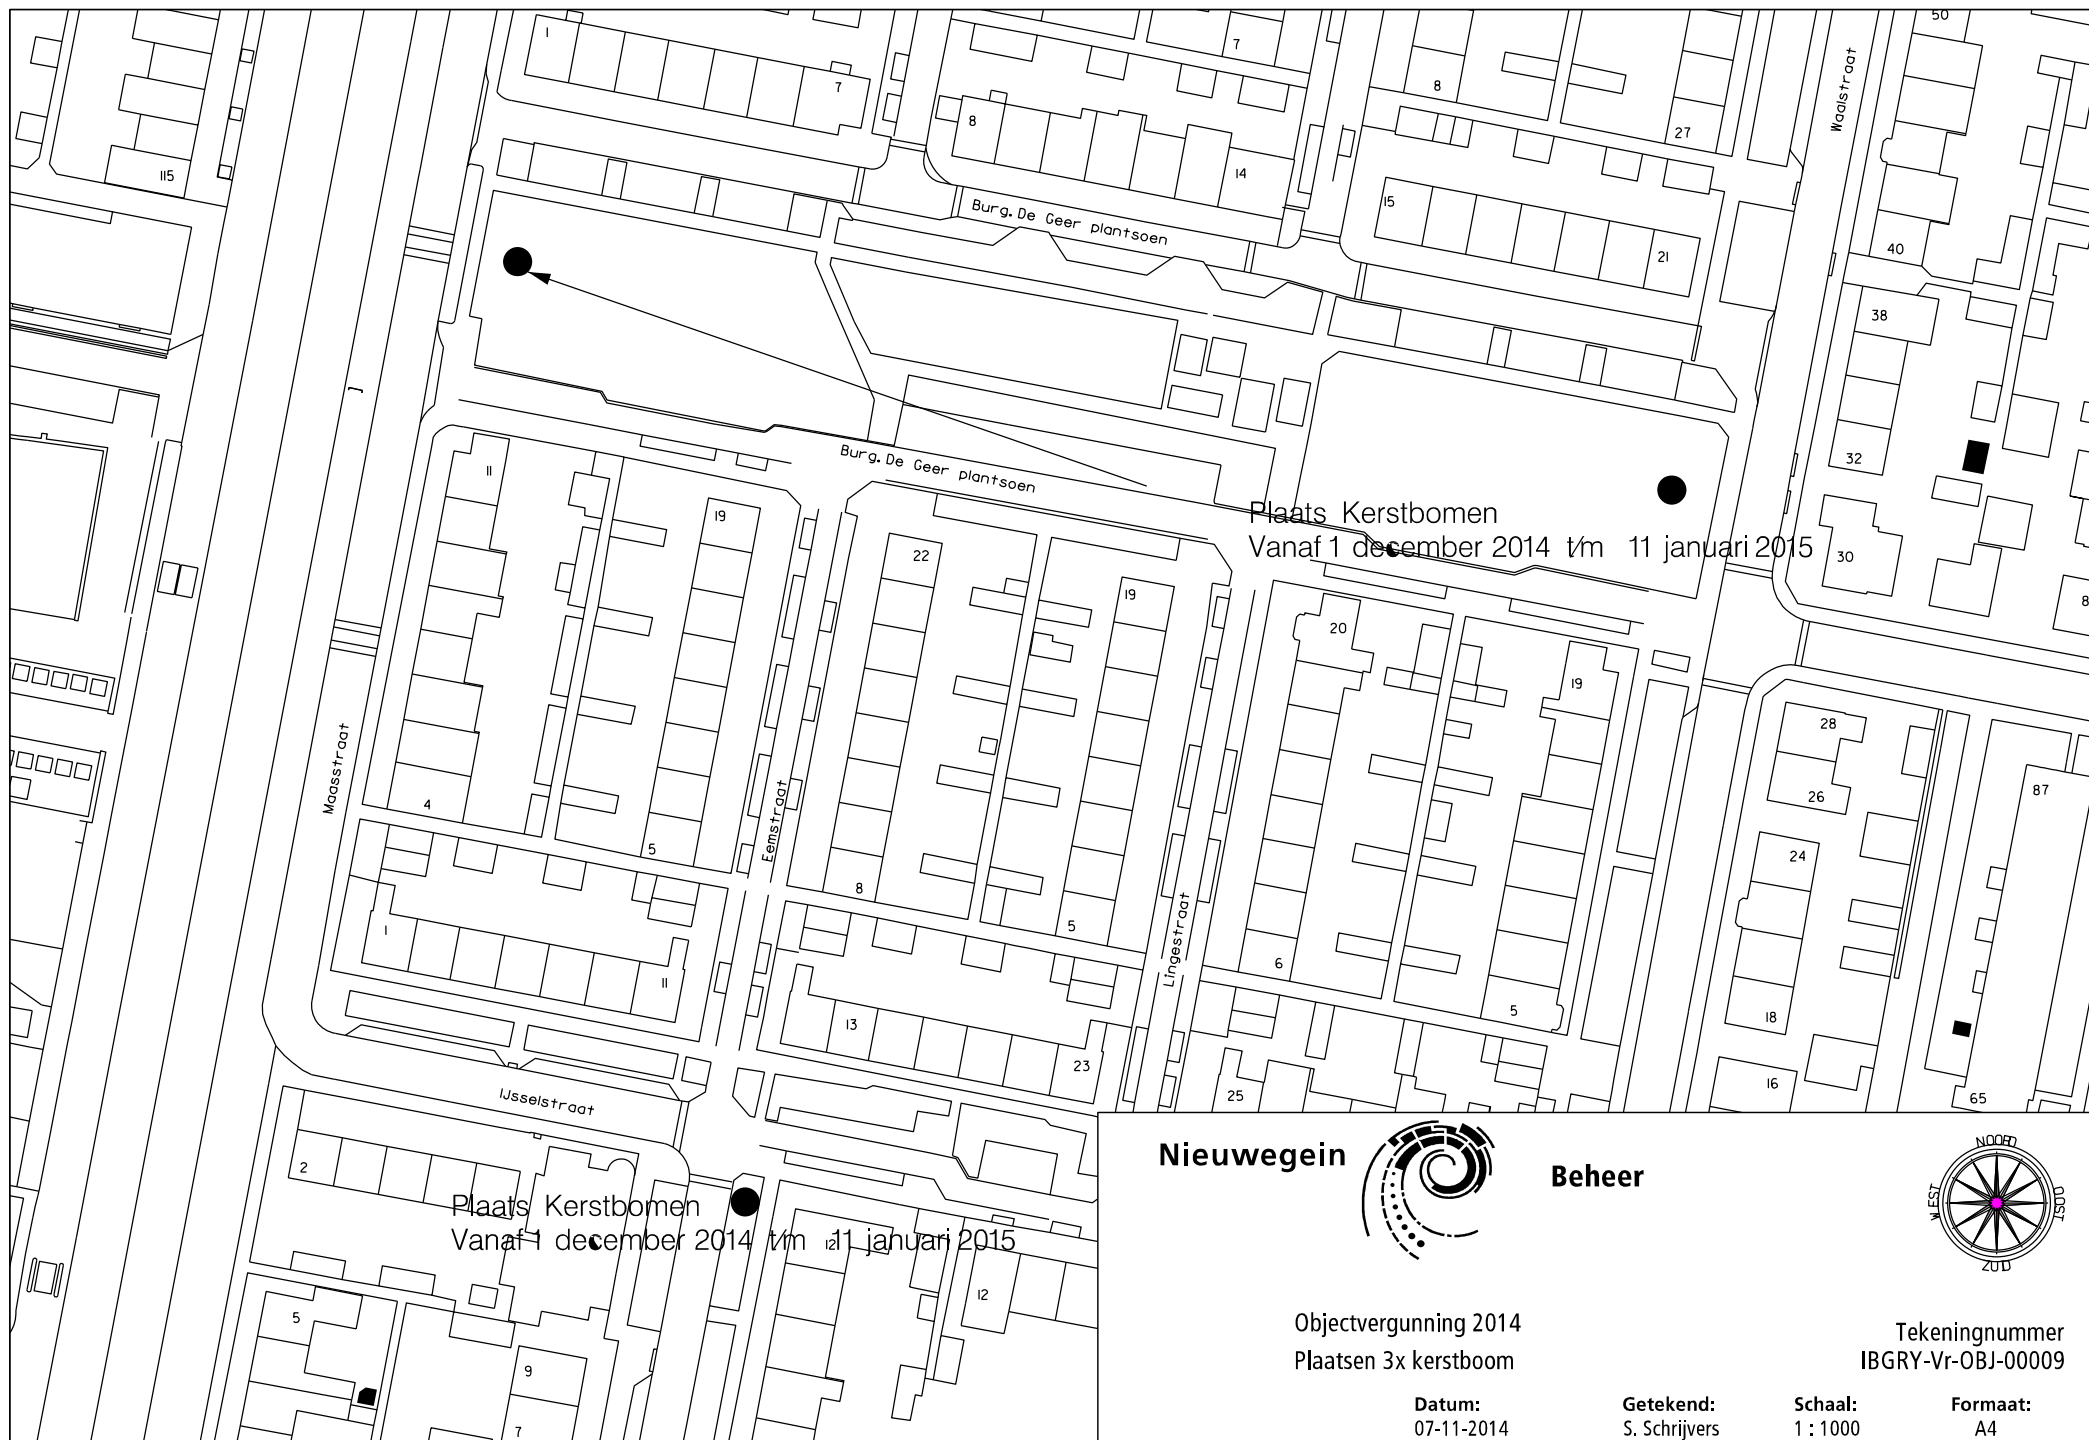 50
1
7
7
8
8
27
Waalstraat
115
14
15
21
40
Burg. De Geer plantsoen
38
32
30
8
11
19
Burg. De Geer plantsoen
22
19
Plaats Kerstbomen
Vanaf 1 december 2014 t/m 11 januari 2015
20
19
28
26
87
24
Maasstraat
4
5
Eemstraat
8
5
Lingestraat
6
5
18
16
65
1
11
13
23
25
IJsselstraat
2
Plaats Kerstbomen
Vanaf 1 december 2014 t/m 11 januari 2015
12
12
5
9
7
Nieuwegein
Beheer
NOORD
WEST
OOST
ZUID
Objectvergunning 2014
Plaatsen 3x kerstboom
Tekeningnummer
IBGRY-Vr-OBJ-00009
Datum: Getekend: Schaal: Formaat:
07-11-2014 S. Schrijvers 1 : 1000 A4